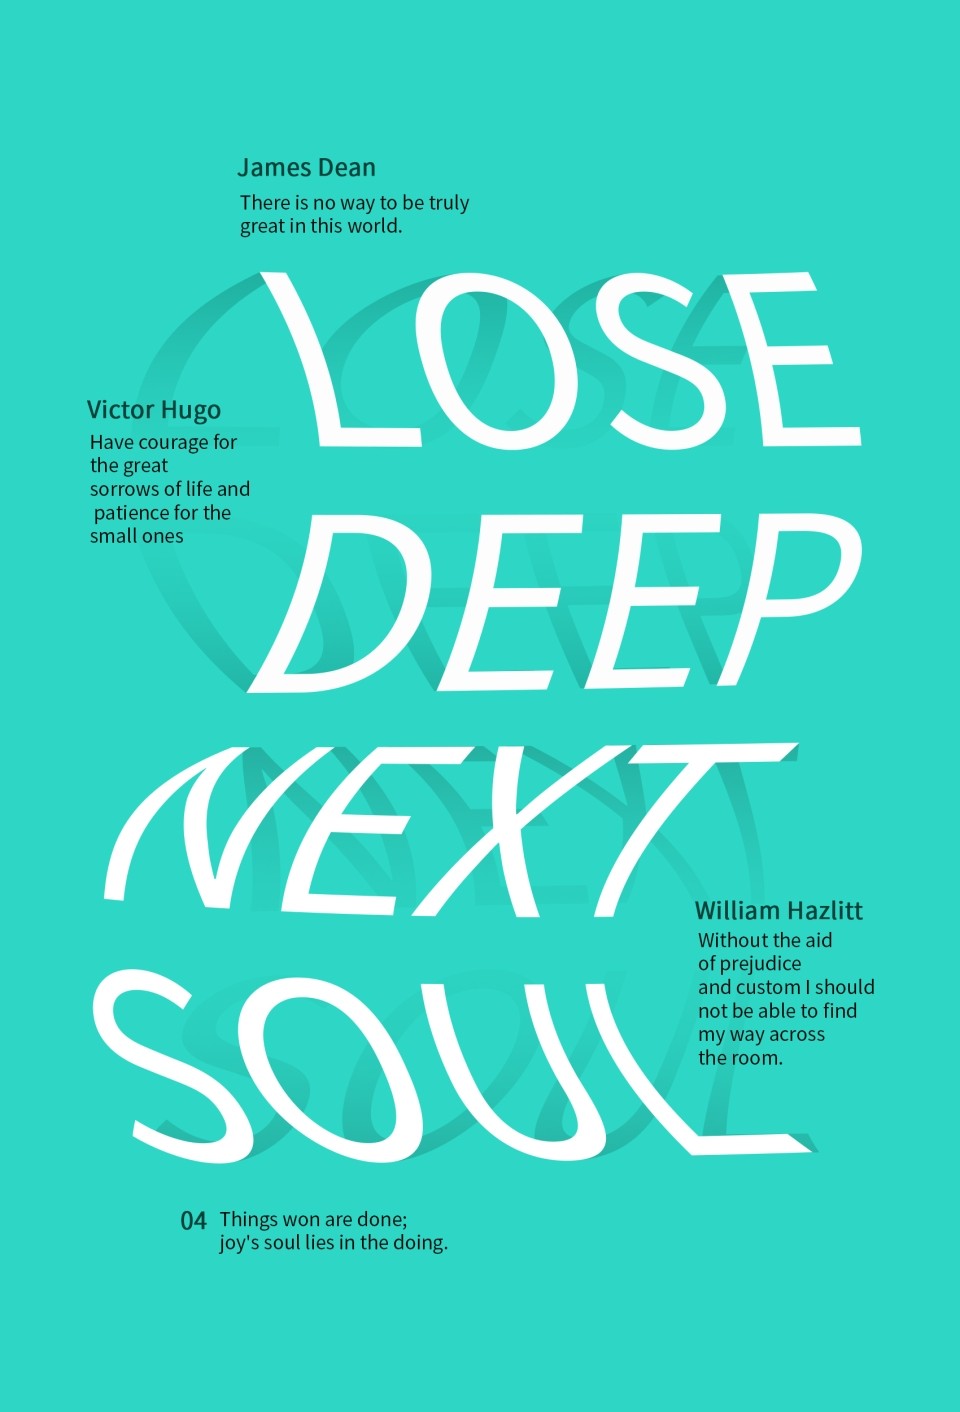 James Dean
There is no way to be truly
great in this world.
LOSE
Victor Hugo
Have courage for
the great
sorrows of life and
patience for the
small ones
DEEP
NEXT
William Hazlitt
Without the aid
of prejudice
and custom I should
not be able to find
my way across
the room.
SOUL
04 Things won are done;
joy's soul lies in the doing.